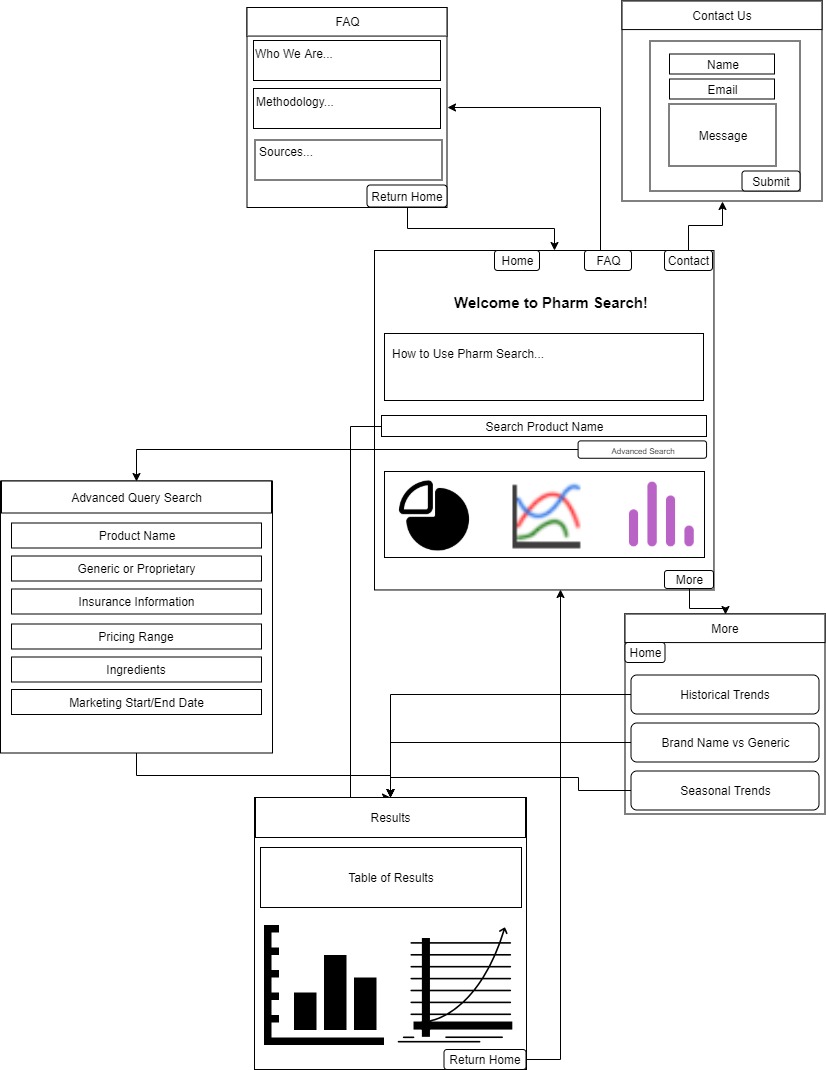 FAQ
Who We Are...
Methodology...
Sources...
Return Home
Contact Us
Name
Email
Message
Submit
Home
FAQ
Contact
Welcome to Pharm Search!
How to Use Pharm Search...
Search Product Name
Advanced Search
More
Advanced Query Search
Product Name
Generic or Proprietary
Insurance Information
Pricing Range
Ingredients
Marketing Start/End Date
More
Home
Historical Trends
Brand Name vs Generic
Seasonal Trends
Results
Table of Results
Return Home